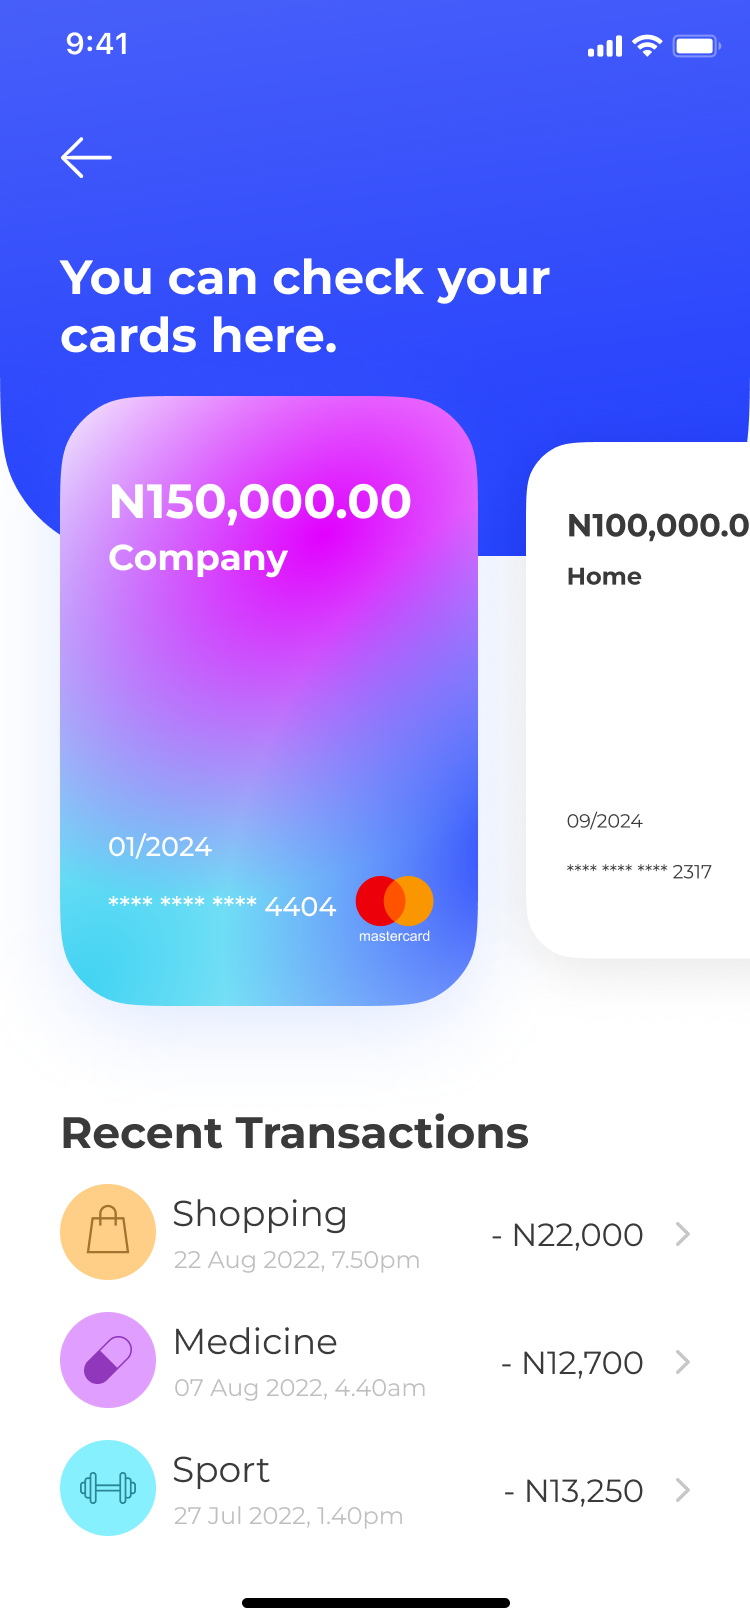 9:41
You can check your
cards here.
N150,000.00
Company
01/2024
**** **** **** 4404
mastercard
N100,000.0
Home
09/2024
**** **** **** 2317
Recent Transactions
Shopping
22 Aug 2022, 7.50pm
- N22,000
Medicine
07 Aug 2022, 4.40am
- N12,700
Sport
27 Jul 2022, 1.40pm
- N13,250